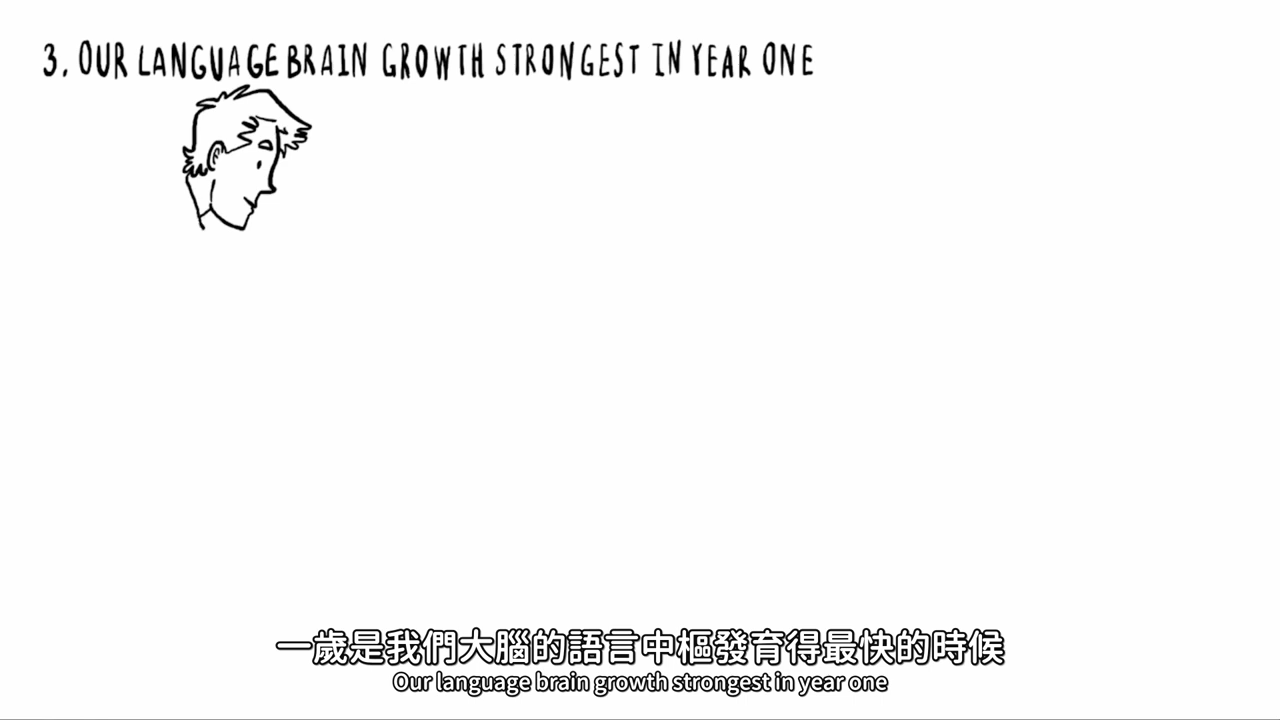 3. OUR LANGUAGE BRAIN GROWTH STRONGEST IN YEAR ONE
一歲是我們大腦的語言中樞發育得最快的時候
Our language brain growth strongest in year one